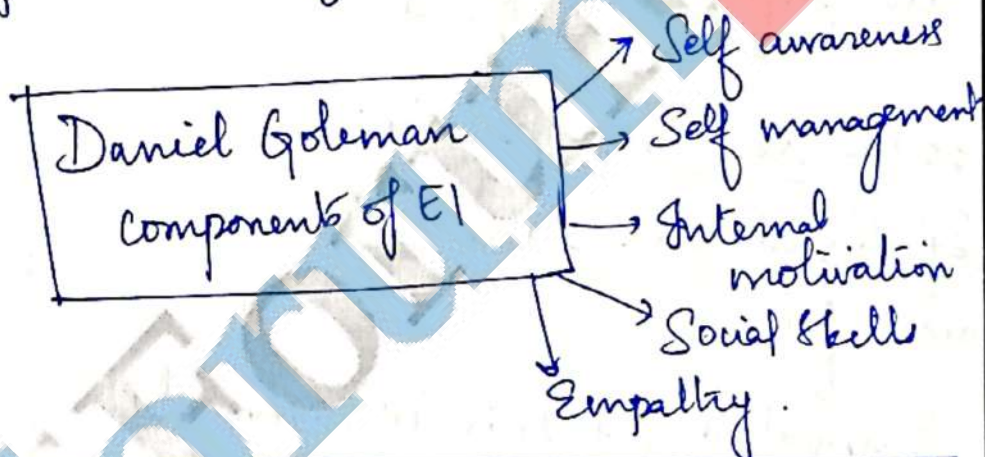 Daniel Goleman
components of EI
Self awareness
Self management
Internal
motivation
Social Skills
Empathy.